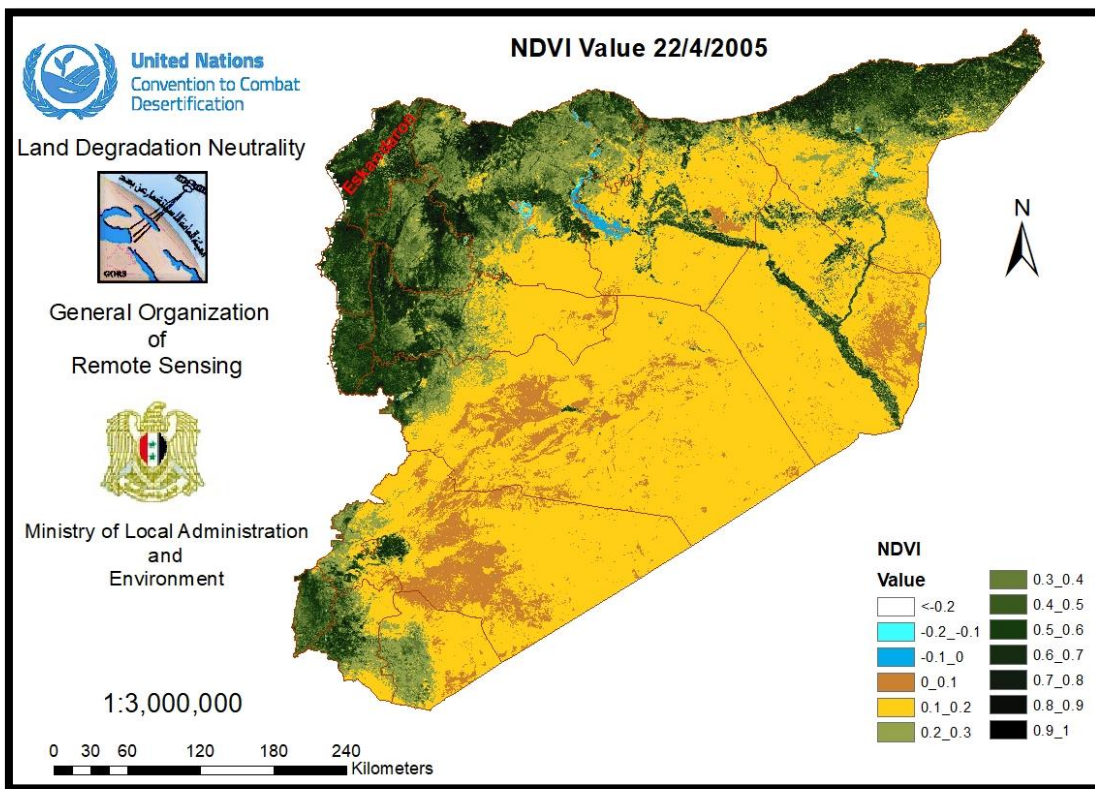 NDVI Value 22/4/2005
United Nations
Convention to Combat
Desertification
Land Degradation Neutrality
GORS
General Organization
of
Remote Sensing
Ministry of Local Administration
and
Environment
Eskandaron
N
NDVI
Value
<-0.2
-0.2_-0.1
-0.1_0
0_0.1
0.1_0.2
0.2_0.3
0.3_0.4
0.4_0.5
0.5_0.6
0.6_0.7
0.7_0.8
0.8_0.9
0.9_1
1:3,000,000
0 30 60 120 180 240
Kilometers